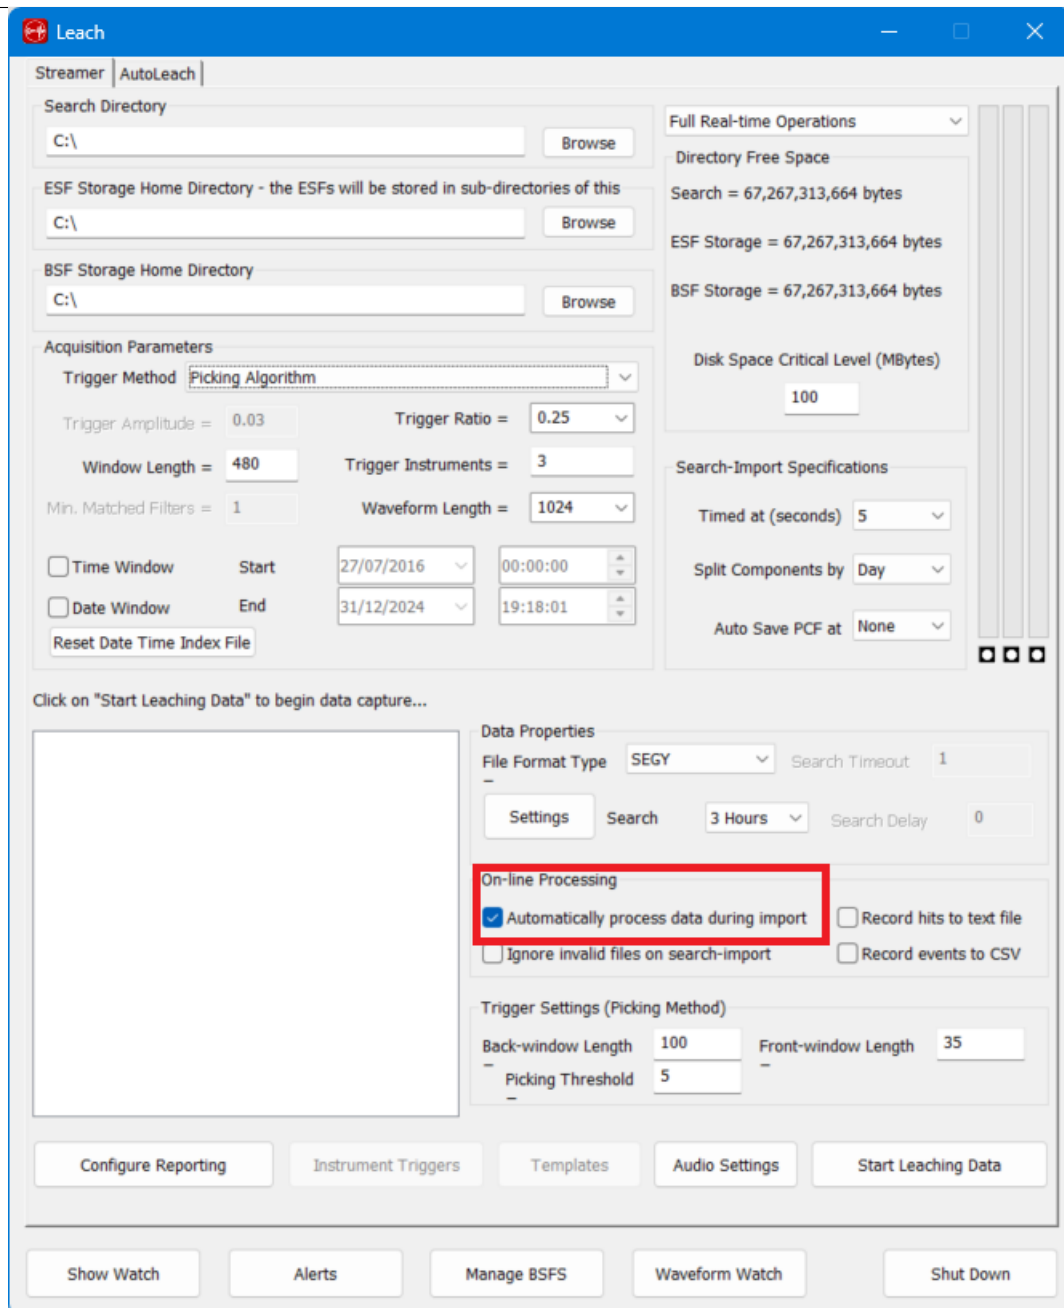 Leach
Streamer AutoLeach
Search Directory
C:\ Browse
ESF Storage Home Directory - the ESFs will be stored in sub-directories of this
C:\ Browse
BSF Storage Home Directory
C:\ Browse
Full Real-time Operations
Directory Free Space
Search = 67,267,313,664 bytes
ESF Storage = 67,267,313,664 bytes
BSF Storage = 67,267,313,664 bytes
Disk Space Critical Level (MBytes)
100
Acquisition Parameters
Trigger Method Picking Algorithm
Trigger Amplitude = 0.03 Trigger Ratio = 0.25
Window Length = 480 Trigger Instruments = 3
Min. Matched Filters = 1 Waveform Length = 1024
Time Window Start 27/07/2016 00:00:00
Date Window End 31/12/2024 19:18:01
Reset Date Time Index File
Search-Import Specifications
Timed at (seconds) 5
Split Components by Day
Auto Save PCF at None
Click on "Start Leaching Data" to begin data capture...
Data Properties
File Format Type SEGY Search Timeout 1
Settings Search 3 Hours Search Delay 0
On-line Processing
Automatically process data during import Record hits to text file
Ignore invalid files on search-import Record events to CSV
Trigger Settings (Picking Method)
Back-window Length 100 Front-window Length 35
Picking Threshold 5
Configure Reporting Instrument Triggers Templates Audio Settings Start Leaching Data
Show Watch Alerts Manage BSFS Waveform Watch Shut Down